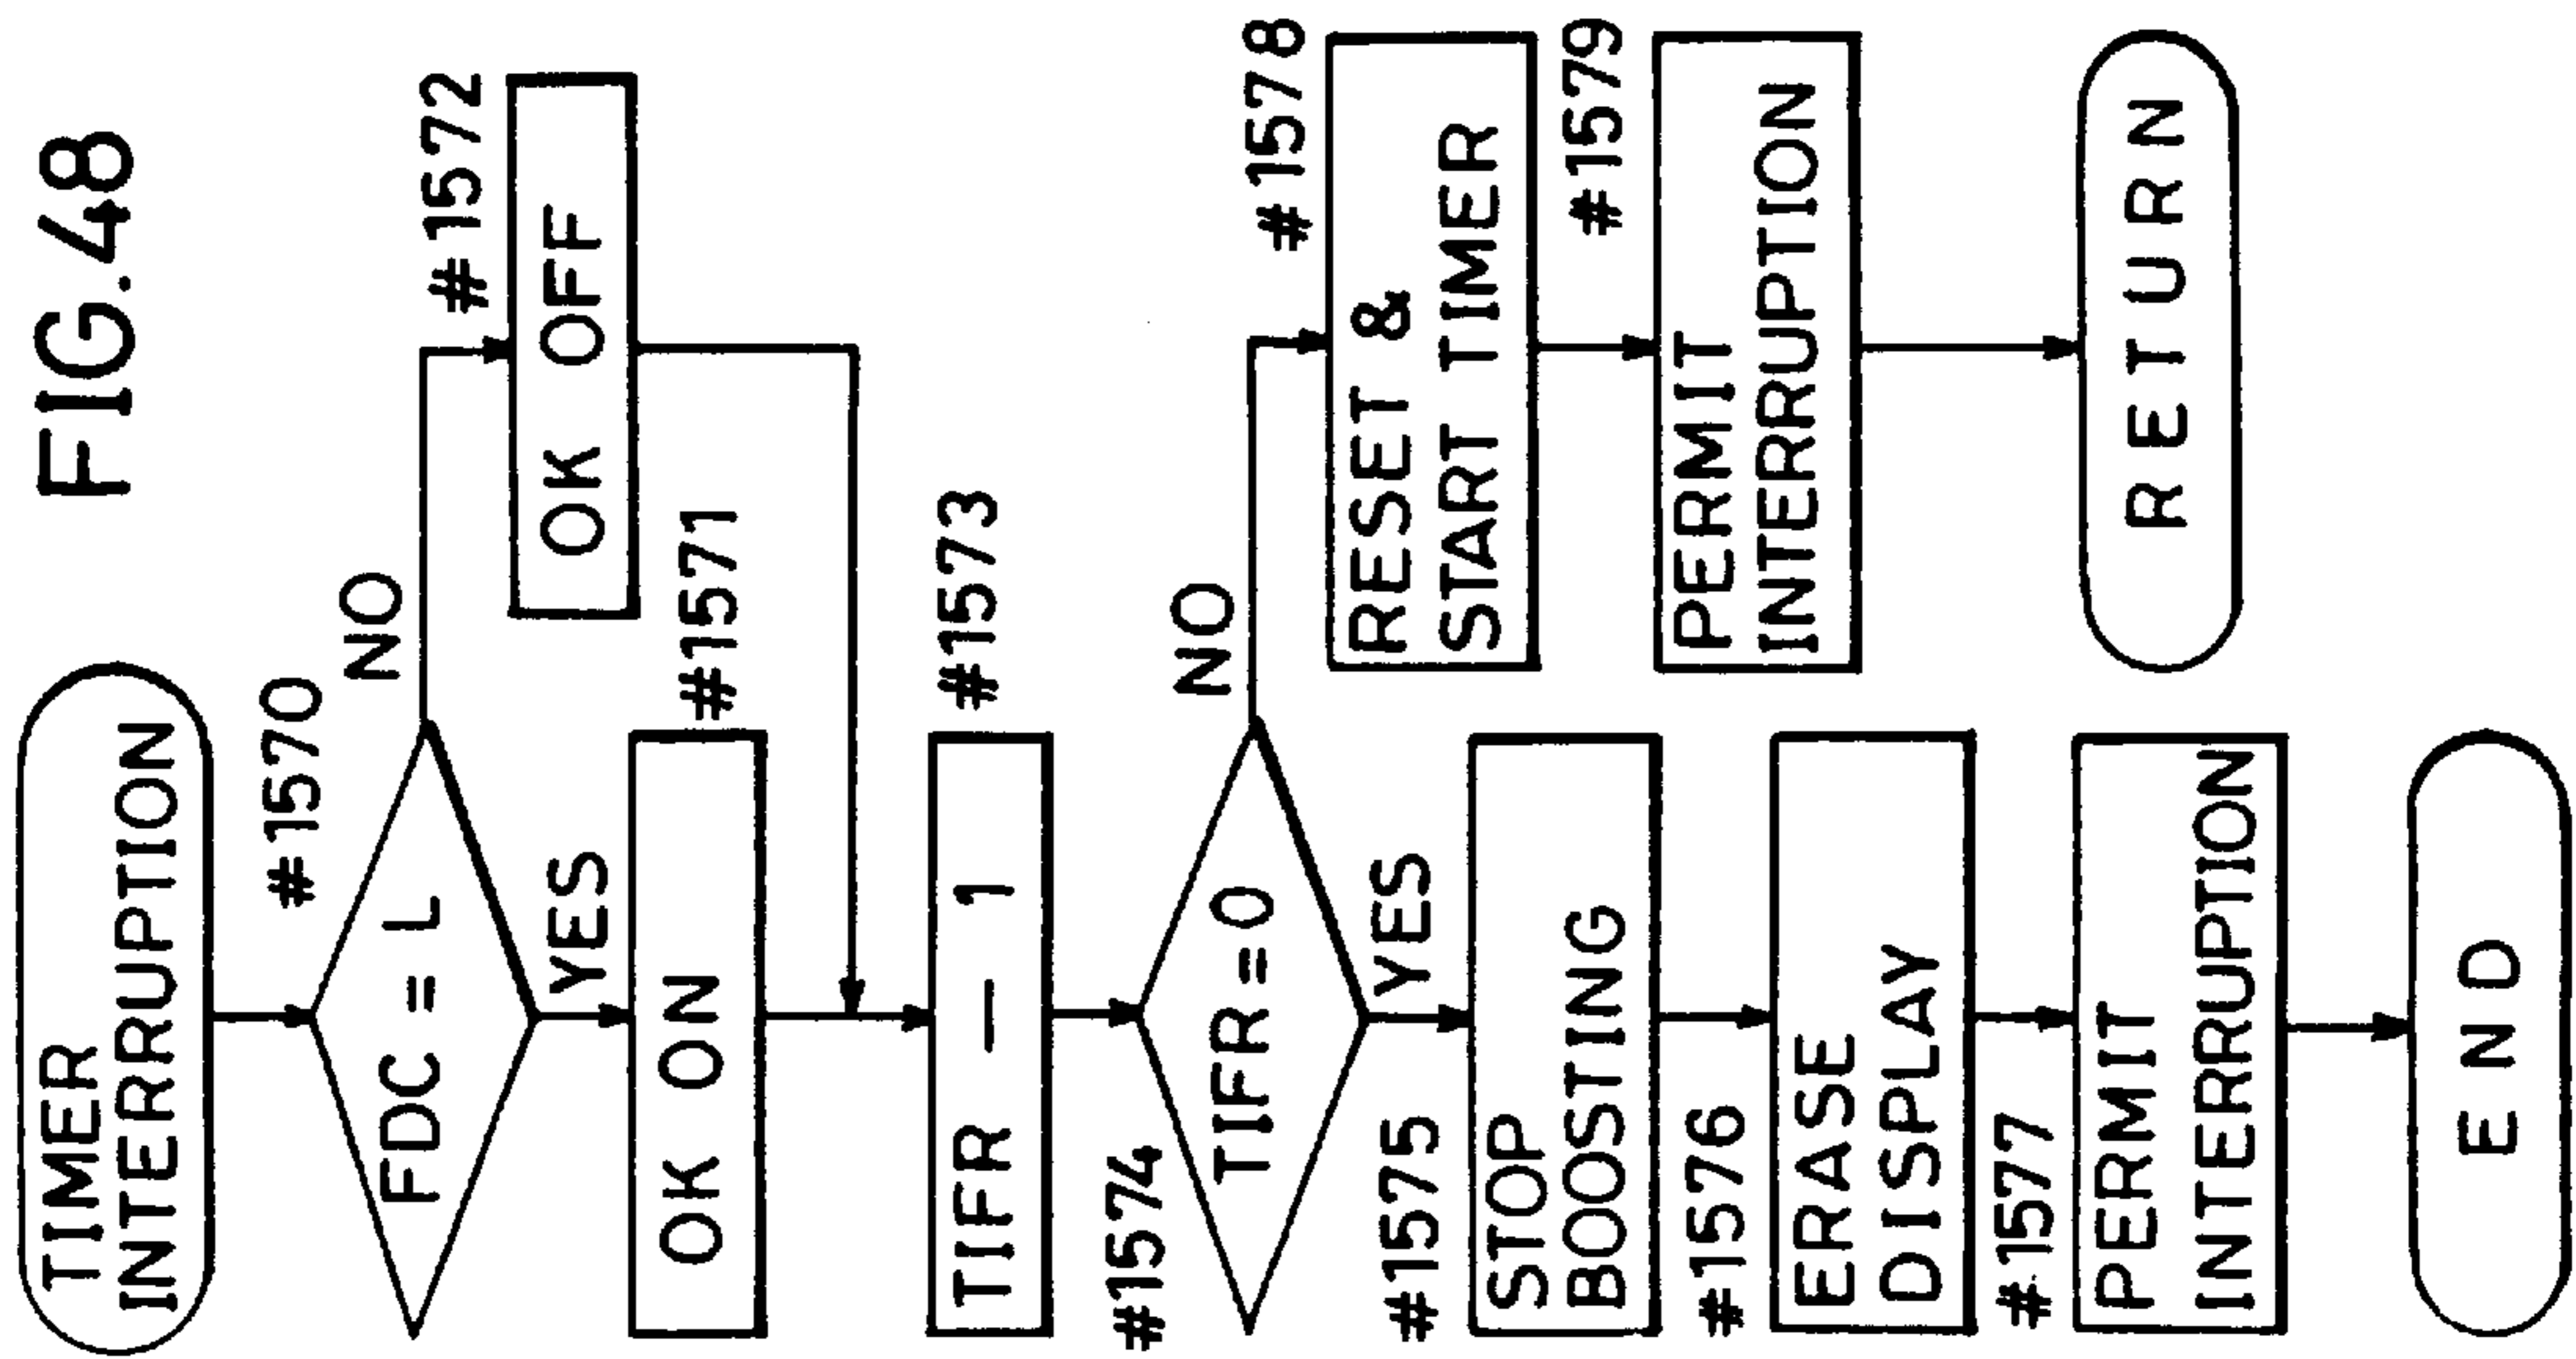 FIG.48
TIMER
INTERRUPTION
#1570
FDC = L
NO
YES
#1572
OK OFF
#1571
OK ON
#1573
TIFR - 1
#1574
TIFR=0
NO
YES
#1575
STOP
BOOSTING
#1576
ERASE
DISPLAY
#1577
PERMIT
INTERRUPTION
END
#1578
RESET &
START TIMER
#1579
PERMIT
INTERRUPTION
RETURN